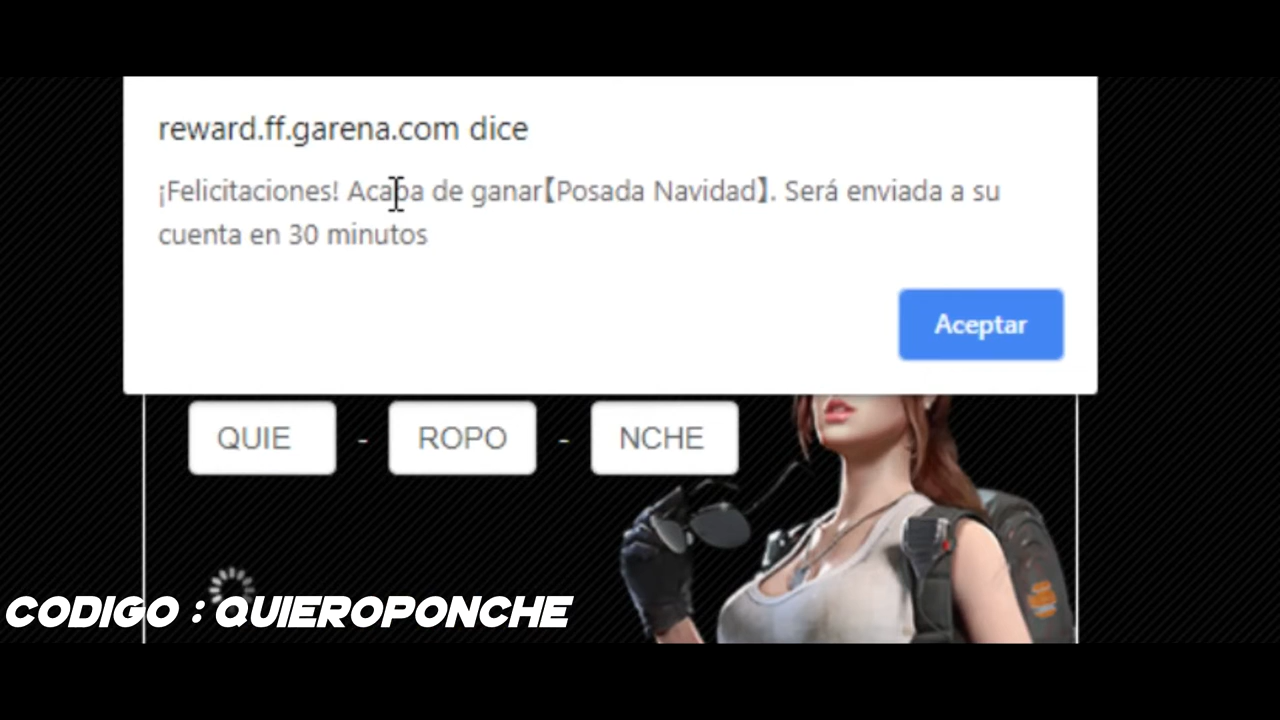 reward.ff.garena.com dice
¡Felicitaciones! Acaba de ganar【Posada Navidad】. Será enviada a su
cuenta en 30 minutos
Aceptar
QUIE - ROPO - NCHE
CODIGO : QUIEROPONCHE